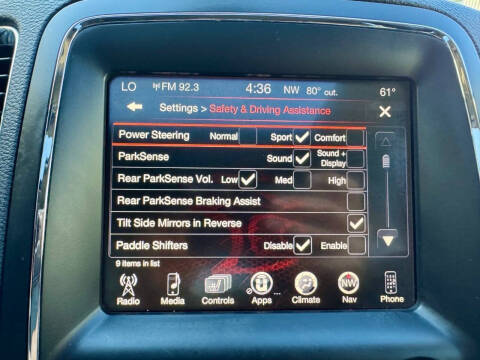 LO FM 92.3 4:36 NW 80° out. 61°
Settings > Safety & Driving Assistance
Power Steering Normal Sport Comfort
ParkSense Sound Sound + Display
Rear ParkSense Vol. Low Med High
Rear ParkSense Braking Assist
Tilt Side Mirrors in Reverse
Paddle Shifters Disable Enable
9 items in list
NW
Radio Media Controls Apps ... Climate Nav Phone